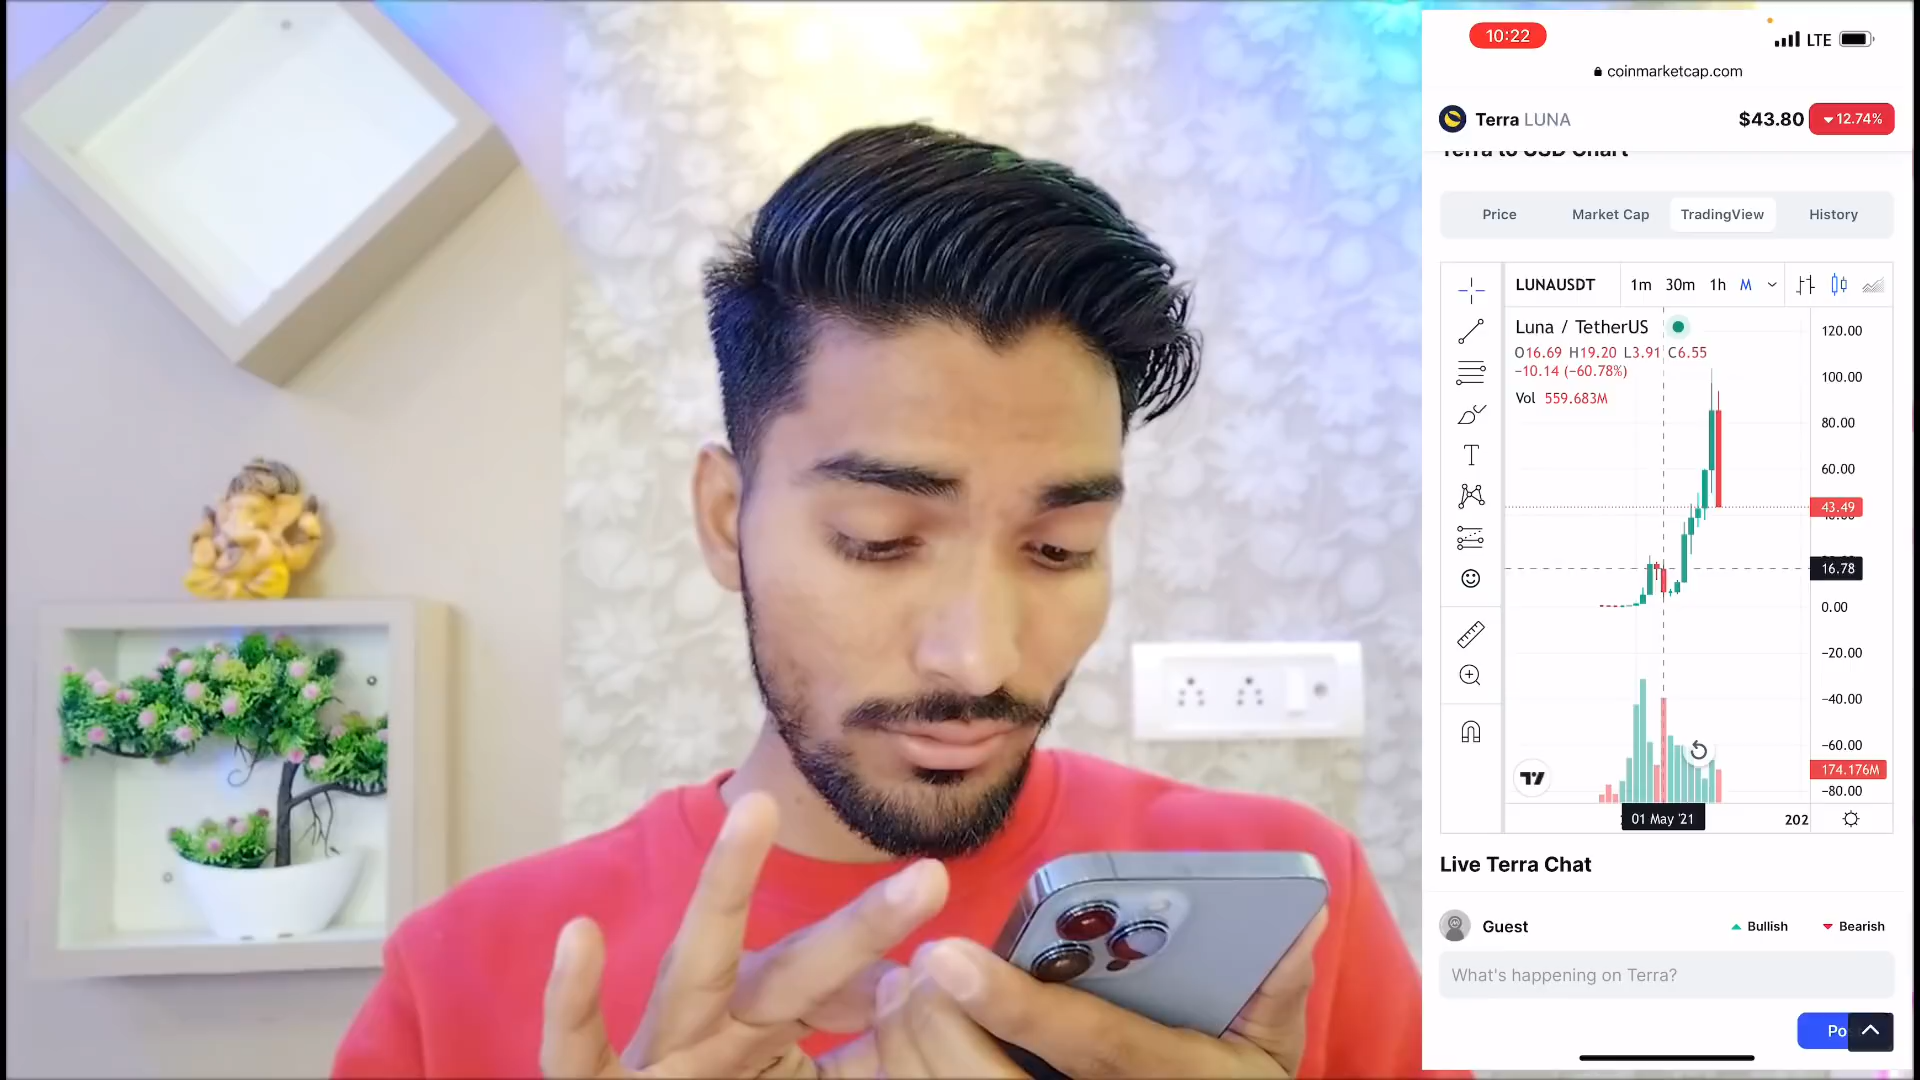 10:22
LTE
coinmarketcap.com
Terra LUNA
$43.80
12.74%
Terra to USD Chart
Price Market Cap TradingView History
LUNAUSDT 1m 30m 1h M
Luna / TetherUS
O16.69 H19.20 L3.91 C6.55
−10.14 (−60.78%)
Vol 559.683M
120.00
100.00
80.00
60.00
43.49
16.78
0.00
−20.00
−40.00
−60.00
174.176M
−80.00
01 May '21
202
Live Terra Chat
Guest
Bullish
Bearish
What's happening on Terra?
Po